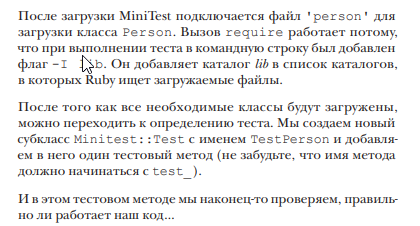 После загрузки MiniTest подключается файл 'person' для
загрузки класса Person. Вызов require работает потому,
что при выполнении теста в командную строку был добавлен
флаг -I lib. Он добавляет каталог lib в список каталогов,
в которых Ruby ищет загружаемые файлы.
После того как все необходимые классы будут загружены,
можно переходить к определению теста. Мы создаем новый
субкласс Minitest::Test с именем TestPerson и добавля-
ем в него один тестовый метод (не забудьте, что имя метода
должно начинаться с test_).
И в этом тестовом методе мы наконец-то проверяем, правиль-
но ли работает наш код...